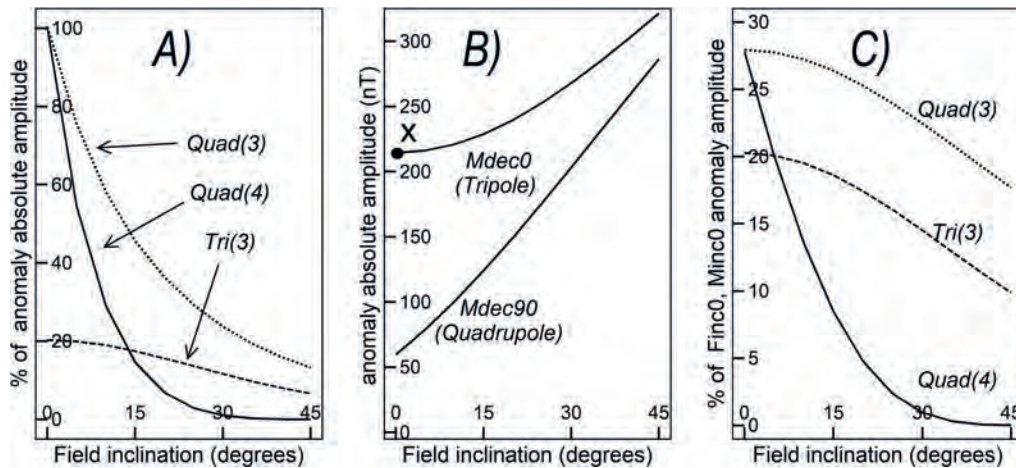 A)
% of anomaly absolute amplitude
100
80
60
40
20
0
Quad(3)
Quad(4)
Tri(3)
0 15 30 45
Field inclination (degrees)
B)
anomaly absolute amplitude (nT)
300
250
200
150
100
50
10
X
Mdec0
(Tripole)
Mdec90
(Quadrupole)
0 15 30 45
Field inclination (degrees)
C)
% of Finc0, Minc0 anomaly amplitude
30
25
20
15
10
5
0
Quad(3)
Tri(3)
Quad(4)
0 15 30 45
Field inclination (degrees)